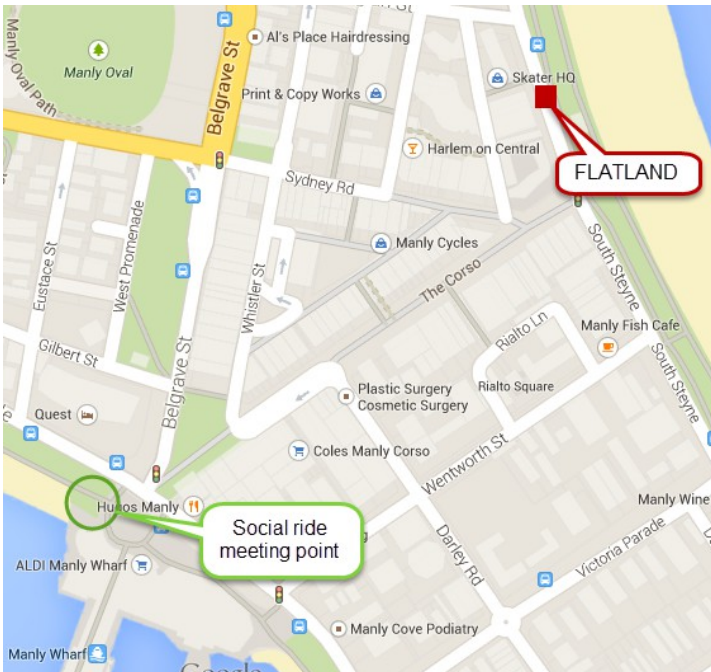 Al's Place Hairdressing
Manly Oval
Manly Oval Path
Belgrave St
Skater HQ
Print & Copy Works
Harlem on Central
FLATLAND
Sydney Rd
Eustace St
West Promenade
Manly Cycles
The Corso
South Steyne
Whistler St
Rialto Ln
Manly Fish Cafe
Gilbert St
Belgrave St
Plastic Surgery
Cosmetic Surgery
Rialto Square
South Steyne
Quest
Coles Manly Corso
Wentworth St
Hugos Manly
Manly Wine
Social ride
meeting point
Darley Rd
Victoria Parade
ALDI Manly Wharf
Manly Cove Podiatry
Manly Wharf
Google